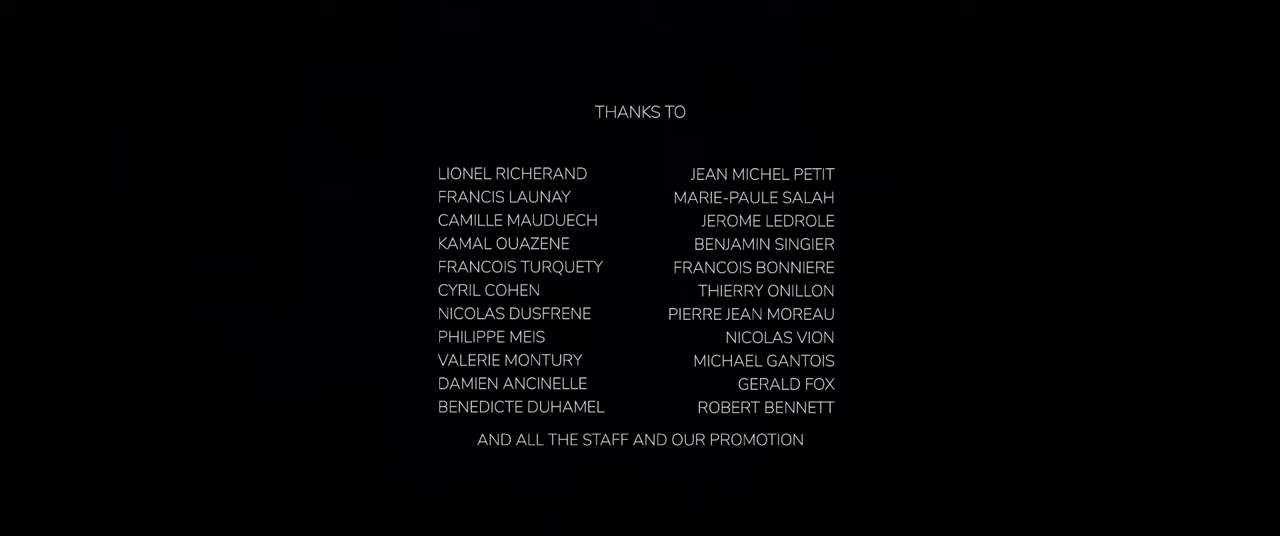 THANKS TO
LIONEL RICHERAND JEAN MICHEL PETIT
FRANCIS LAUNAY MARIE-PAULE SALAH
CAMILLE MAUDUECH JEROME LEDROLE
KAMAL OUAZENE BENJAMIN SINGIER
FRANCOIS TURQUETY FRANCOIS BONNIERE
CYRIL COHEN THIERRY ONILLON
NICOLAS DUSFRENE PIERRE JEAN MOREAU
PHILIPPE MEIS NICOLAS VION
VALERIE MONTURY MICHAEL GANTOIS
DAMIEN ANCINELLE GERALD FOX
BENEDICTE DUHAMEL ROBERT BENNETT
AND ALL THE STAFF AND OUR PROMOTION